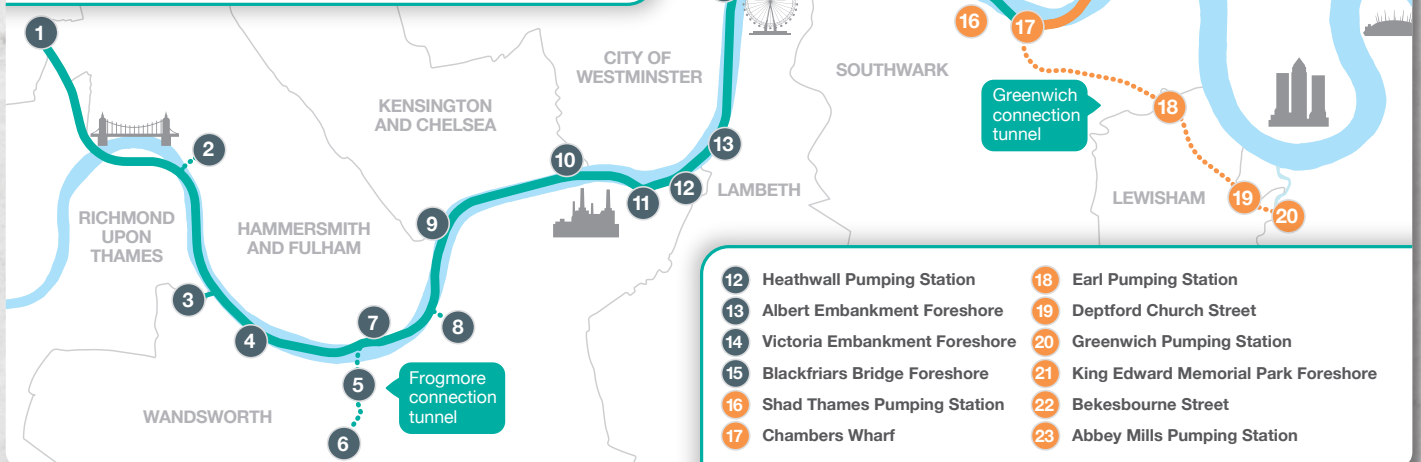 1
16
17
CITY OF
WESTMINSTER
SOUTHWARK
KENSINGTON
AND CHELSEA
Greenwich
connection
tunnel
18
2
13
10
RICHMOND
UPON
THAMES
HAMMERSMITH
AND FULHAM
9
11
12
LAMBETH
LEWISHAM
19
20
3
4
7
8
5
Frogmore
connection
tunnel
WANDSWORTH
6
12 Heathwall Pumping Station
13 Albert Embankment Foreshore
14 Victoria Embankment Foreshore
15 Blackfriars Bridge Foreshore
16 Shad Thames Pumping Station
17 Chambers Wharf
18 Earl Pumping Station
19 Deptford Church Street
20 Greenwich Pumping Station
21 King Edward Memorial Park Foreshore
22 Bekesbourne Street
23 Abbey Mills Pumping Station